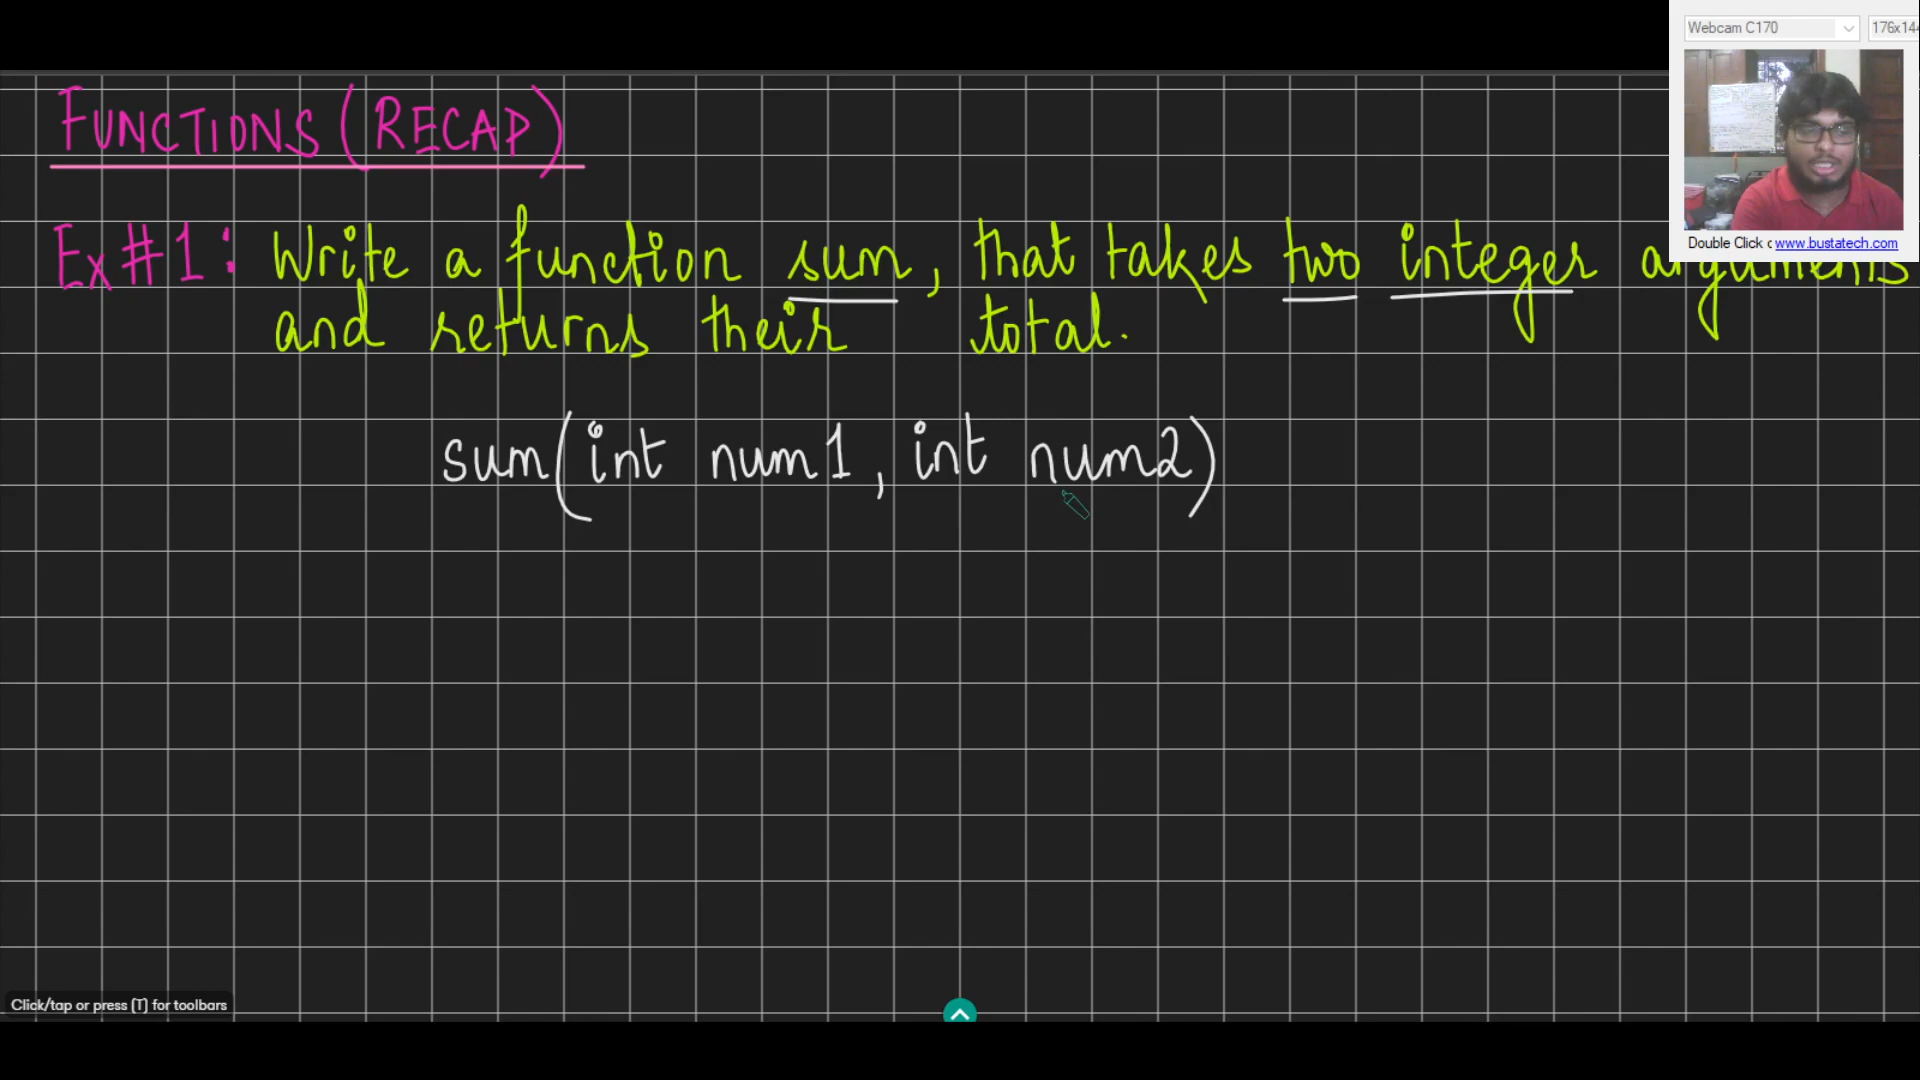 Webcam C170
176x144
FUNCTIONS (RECAP)
Double Click c www.bustatech.com
Ex#1: Write a function sum, that takes two integer arguments
and returns their total.
sum(int num1, int num2)
Click/tap or press (T) for toolbars